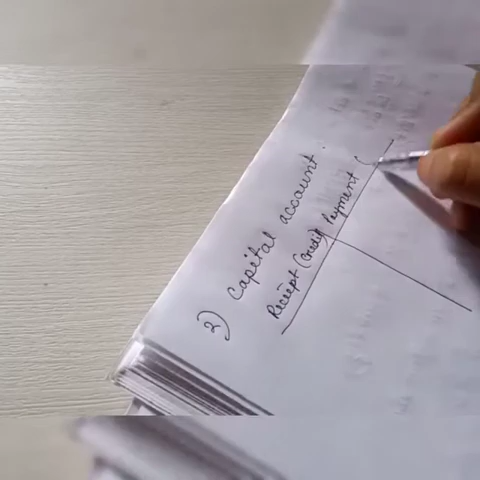 2) Capital account :
Receipt (Credit) Payment (